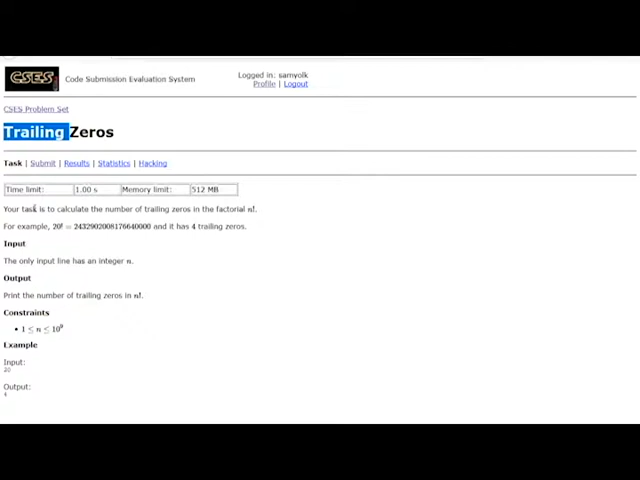 CSES
Code Submission Evaluation System
Logged in: samyolk
Profile | Logout
CSES Problem Set
Trailing Zeros
Task | Submit | Results | Statistics | Hacking
Time limit: 1.00 s Memory limit: 512 MB
Your task is to calculate the number of trailing zeros in the factorial n!.
For example, 20! = 2432902008176640000 and it has 4 trailing zeros.
Input
The only input line has an integer n.
Output
Print the number of trailing zeros in n!.
Constraints
• 1 ≤ n ≤ 10⁹
Example
Input:
20
Output:
4